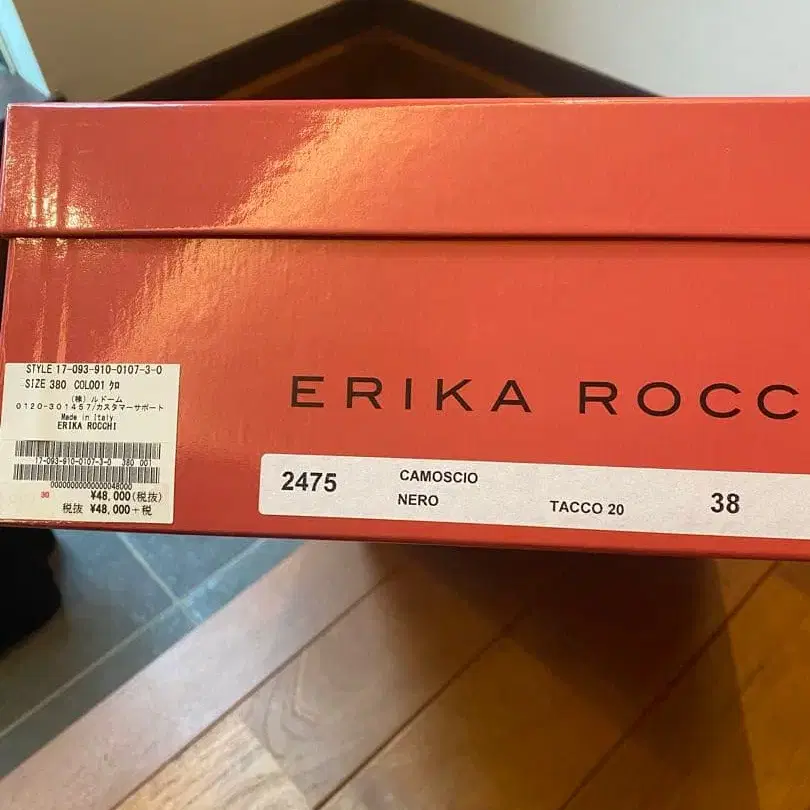 STYLE 17-093-910-0107-3-0
SIZE 380 COL001 クロ
(株)ルドーム
0120-301457/カスタマーサポート
Made in Italy
ERIKA ROCCHI
17-093-910-0107-3-0 380 001
0000000000000000048000
30
¥48,000(税抜)
税抜 ¥48,000+税
ERIKA ROCC
2475
CAMOSCIO
NERO
TACCO 20
38